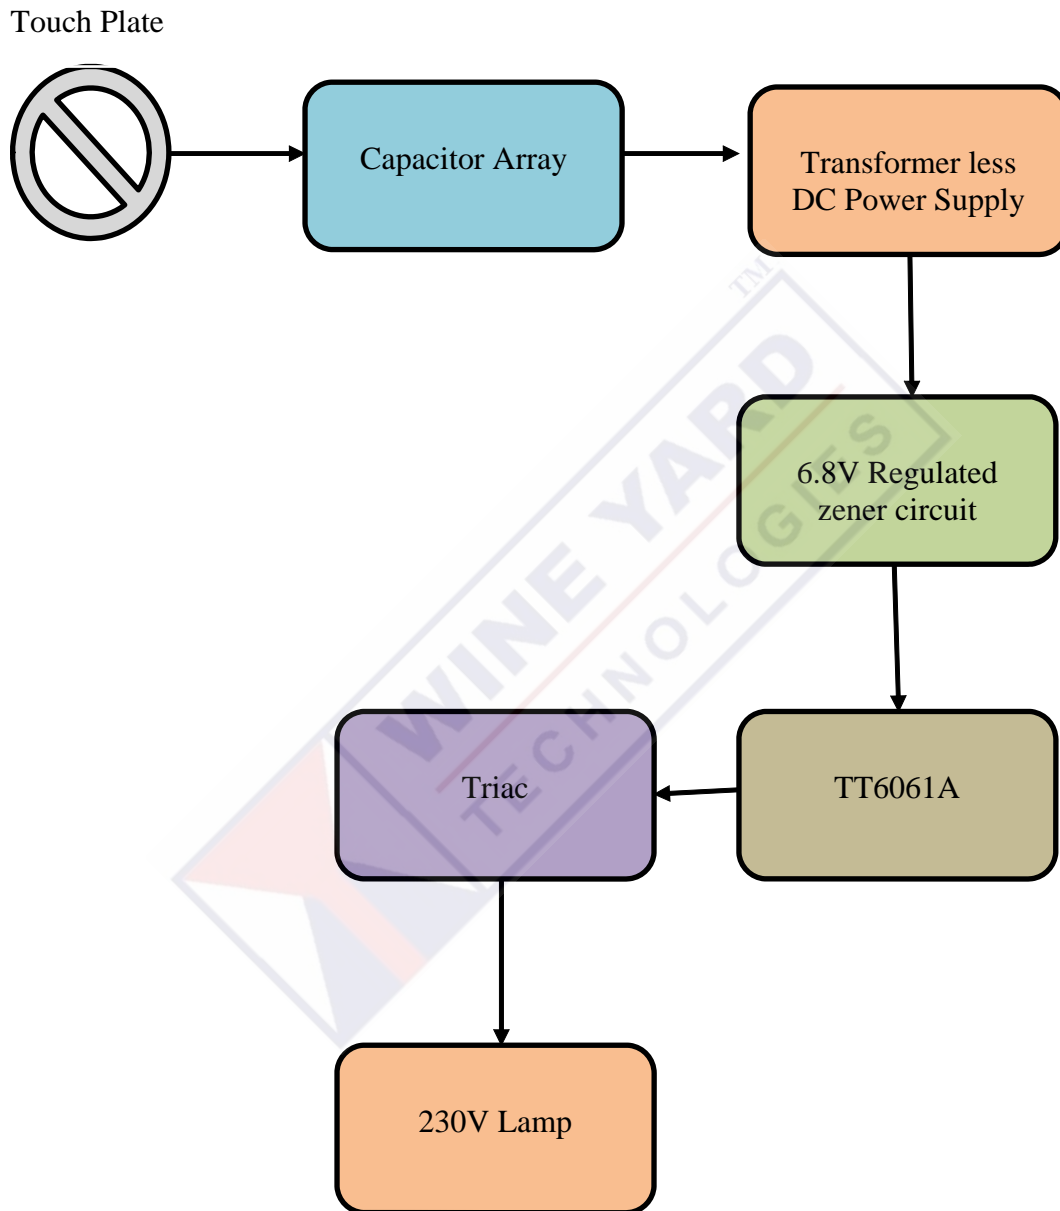 Touch Plate
Capacitor Array
Transformer less
DC Power Supply
TM
6.8V Regulated
zener circuit
WINE YARD
TECHNOLOGIES
Triac
TT6061A
230V Lamp